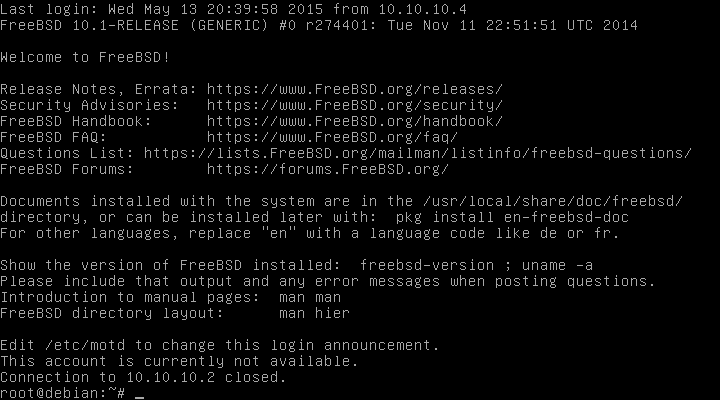 Last login: Wed May 13 20:39:58 2015 from 10.10.10.4
FreeBSD 10.1-RELEASE (GENERIC) #0 r274401: Tue Nov 11 22:51:51 UTC 2014
Welcome to FreeBSD!
Release Notes, Errata: https://www.FreeBSD.org/releases/
Security Advisories:   https://www.FreeBSD.org/security/
FreeBSD Handbook:      https://www.FreeBSD.org/handbook/
FreeBSD FAQ:           https://www.FreeBSD.org/faq/
Questions List: https://lists.FreeBSD.org/mailman/listinfo/freebsd-questions/
FreeBSD Forums:        https://forums.FreeBSD.org/
Documents installed with the system are in the /usr/local/share/doc/freebsd/
directory, or can be installed later with:  pkg install en-freebsd-doc
For other languages, replace "en" with a language code like de or fr.
Show the version of FreeBSD installed:  freebsd-version ; uname -a
Please include that output and any error messages when posting questions.
Introduction to manual pages:  man man
FreeBSD directory layout:      man hier
Edit /etc/motd to change this login announcement.
This account is currently not available.
Connection to 10.10.10.2 closed.
root@debian:~# _